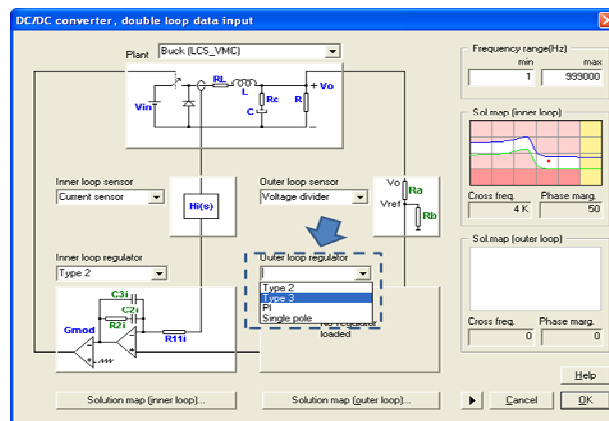 DC/DC converter, double loop data input
Plant Buck (LCS_VMC)
RL
L
+ Vo
Rc
R
C
Vin
Frequency range(Hz)
min max
1 999000
Sol.map (inner loop)
Cross freq. Phase marg.
4 K 50
Inner loop sensor
Current sensor
Hi(s)
Outer loop sensor
Voltage divider
Vo
Ra
Vref
Rb
Sol.map (outer loop)
Cross freq. Phase marg.
0 0
Inner loop regulator
Type 2
C3i
C2i
R2i
Gmod
R11i
Outer loop regulator
Type 2
Type 3
PI
Single pole
loaded
Solution map (inner loop)...
Solution map (outer loop)...
Help
Cancel
OK